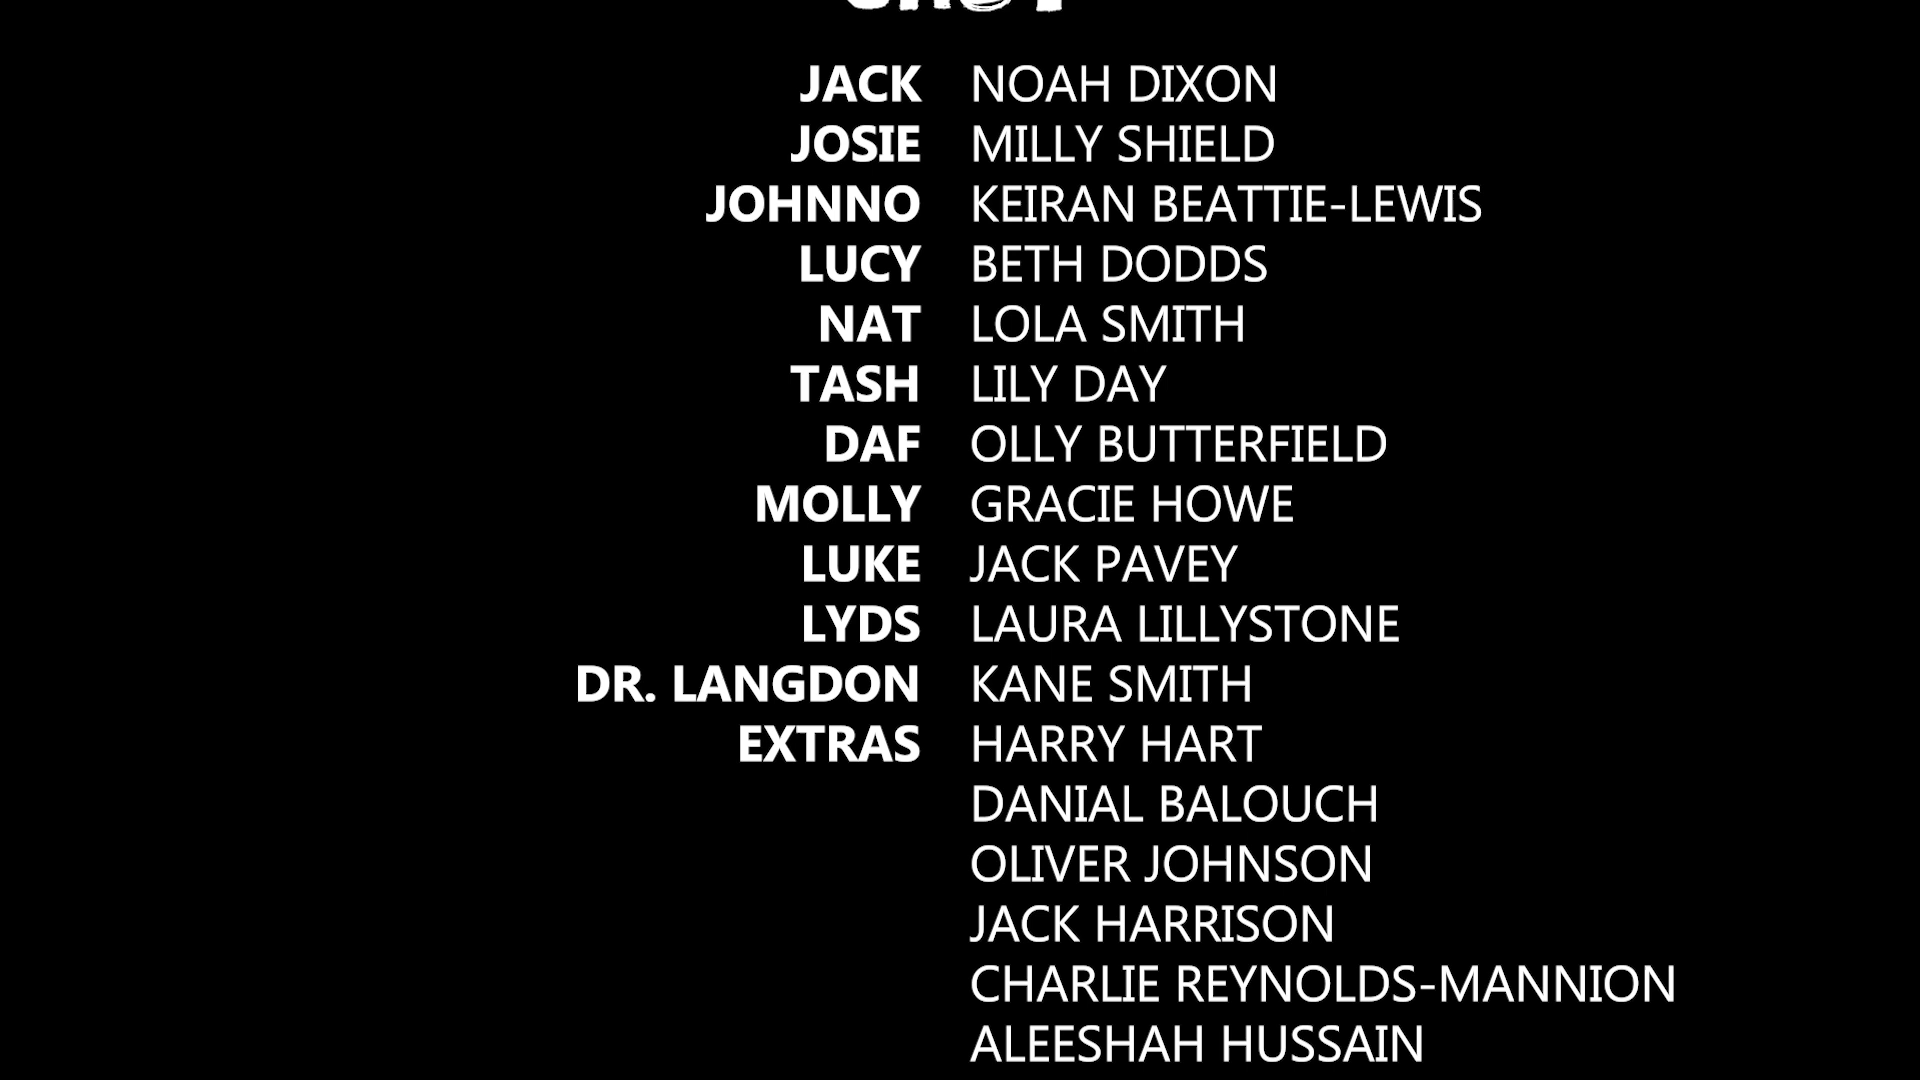 CAST
JACK NOAH DIXON
JOSIE MILLY SHIELD
JOHNNO KEIRAN BEATTIE-LEWIS
LUCY BETH DODDS
NAT LOLA SMITH
TASH LILY DAY
DAF OLLY BUTTERFIELD
MOLLY GRACIE HOWE
LUKE JACK PAVEY
LYDS LAURA LILLYSTONE
DR. LANGDON KANE SMITH
EXTRAS HARRY HART
DANIAL BALOUCH
OLIVER JOHNSON
JACK HARRISON
CHARLIE REYNOLDS-MANNION
ALEESHAH HUSSAIN